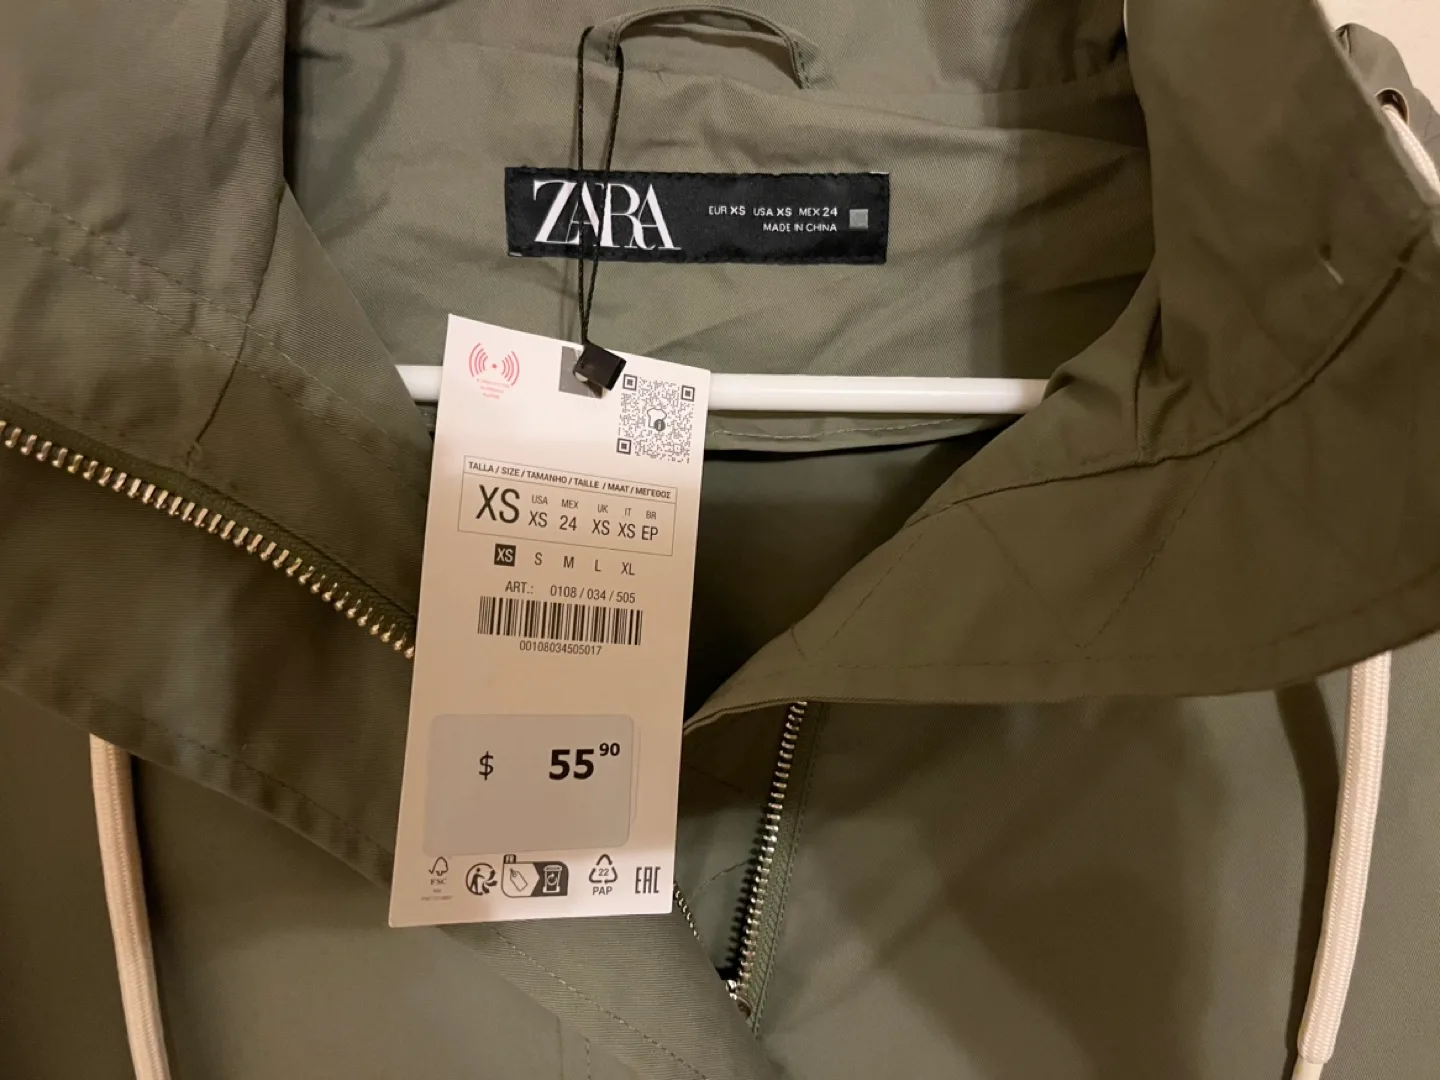 ZARA
EUR XS USA XS MEX 24
MADE IN CHINA
TALLA / SIZE / TAMANHO / TAILLE / MAAT / ΜΕΓΕΘΟΣ
XS USA XS MEX 24 UK XS IT XS BR EP
XS S M L XL
ART.: 0108 / 034 / 505
00108034505017
$ 55 90
FSC
FR
22
PAP
EAC